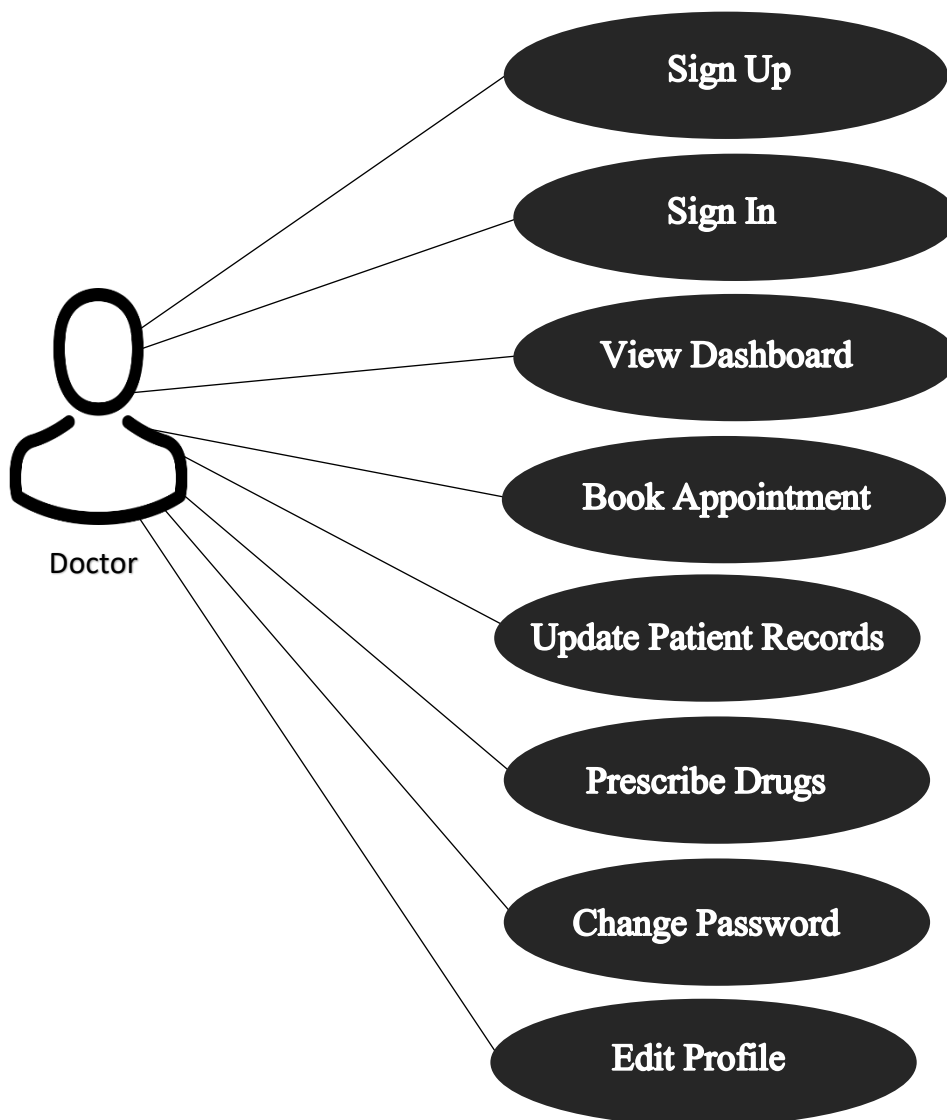 Sign Up
Sign In
View Dashboard
Book Appointment
Doctor
Update Patient Records
Prescribe Drugs
Change Password
Edit Profile